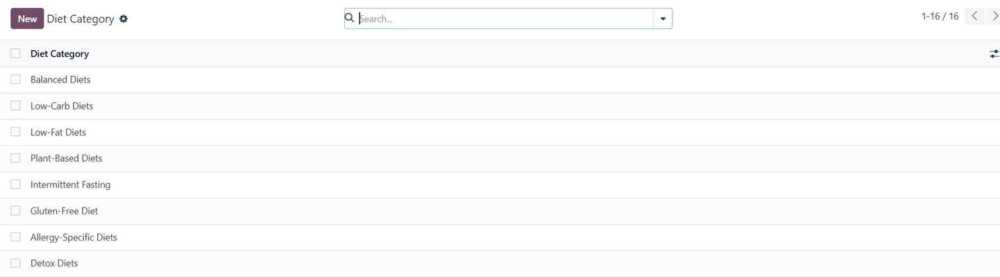 New Diet Category Search... 1-16 / 16
Diet Category
Balanced Diets
Low-Carb Diets
Low-Fat Diets
Plant-Based Diets
Intermittent Fasting
Gluten-Free Diet
Allergy-Specific Diets
Detox Diets